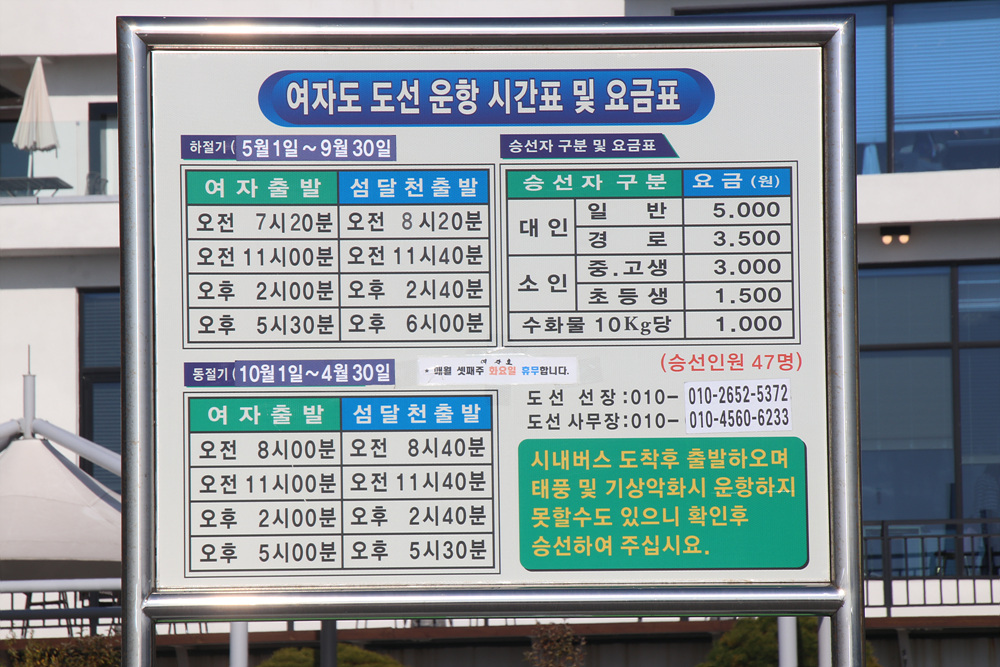 여자도 도선 운항 시간표 및 요금표
하절기 ( 5월1일~9월30일
여자출발 섬달천출발
오전 7시20분 오전 8시20분
오전 11시00분 오전 11시40분
오후 2시00분 오후 2시40분
오후 5시30분 오후 6시00분
승선자 구분 및 요금표
승선자 구분 요금 (원)
대인 일반 5.000
경로 3.500
소인 중.고생 3.000
초등생 1.500
수화물 10Kg당 1.000
(승선인원 47명)
여자호
* 매월 셋째주 화요일 휴무합니다.
동절기 ( 10월1일~4월30일
여자출발 섬달천출발
오전 8시00분 오전 8시40분
오전 11시00분 오전 11시40분
오후 2시00분 오후 2시40분
오후 5시00분 오후 5시30분
도선 선장:010- 010-2652-5372
도선 사무장:010- 010-4560-6233
시내버스 도착후 출발하오며
태풍 및 기상악화시 운항하지
못할수도 있으니 확인후
승선하여 주십시요.